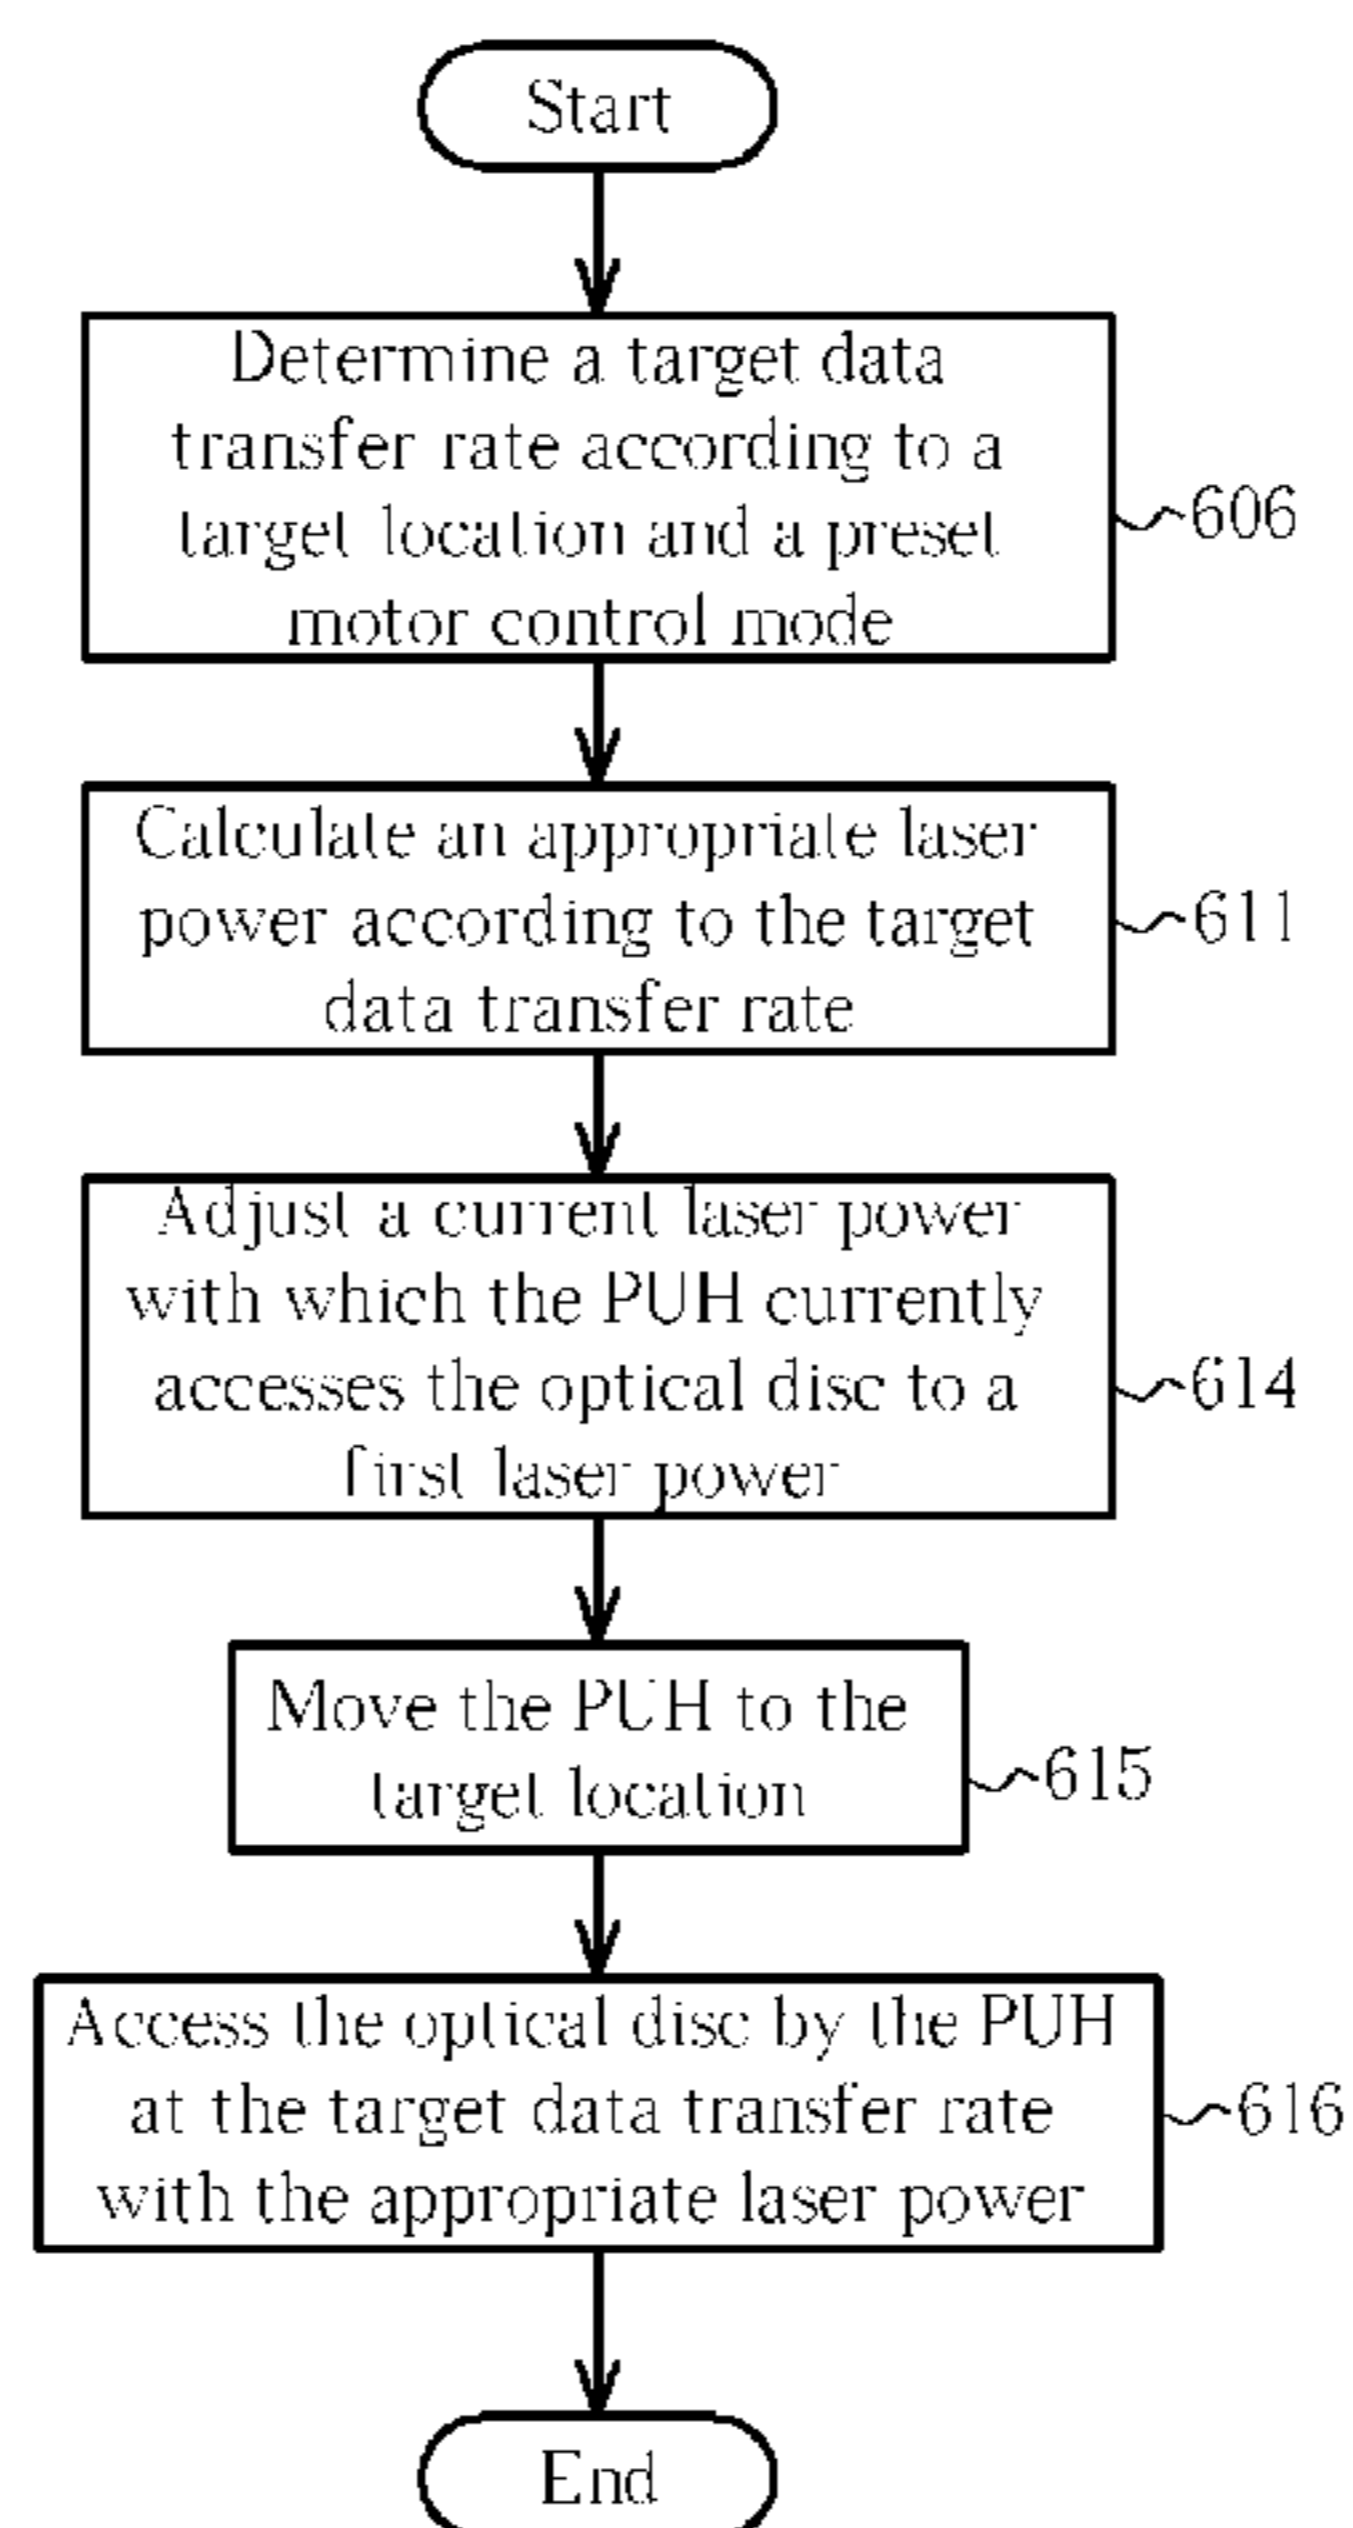 Start
Determine a target data
transfer rate according to a
target location and a preset
motor control mode
606
Calculate an appropriate laser
power according to the target
data transfer rate
611
Adjust a current laser power
with which the PUH currently
accesses the optical disc to a
first laser power
614
Move the PUH to the
target location
615
Access the optical disc by the PUH
at the target data transfer rate
with the appropriate laser power
616
End